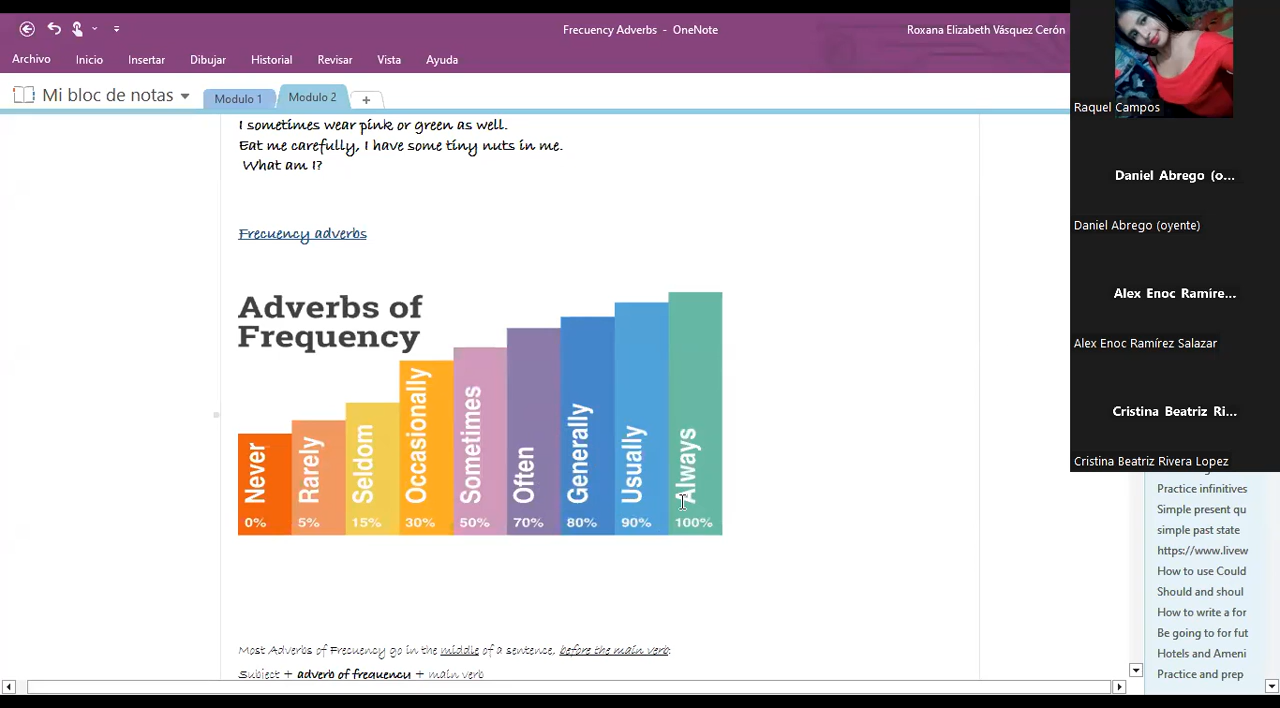 Frecuency Adverbs - OneNote
Roxana Elizabeth Vásquez Cerón
Archivo Inicio Insertar Dibujar Historial Revisar Vista Ayuda
Mi bloc de notas Modulo 1 Modulo 2 +
I sometimes wear pink or green as well.
Eat me carefully, I have some tiny nuts in me.
What am I?
Frecuency adverbs
Adverbs of
Frequency
Never Rarely Seldom Occasionally Sometimes Often Generally Usually Always
0% 5% 15% 30% 50% 70% 80% 90% 100%
Most Adverbs of Frecuency go in the middle of a sentence, before the main verb.
Subject + adverb of frequency + main verb
Raquel Campos
Daniel Abrego (o...
Daniel Abrego (oyente)
Alex Enoc Ramíre...
Alex Enoc Ramírez Salazar
Cristina Beatriz Ri...
Cristina Beatriz Rivera Lopez
Practice infinitives
Simple present qu
simple past state
https://www.livew
How to use Could
Should and shoul
How to write a for
Be going to for fut
Hotels and Ameni
Practice and prep